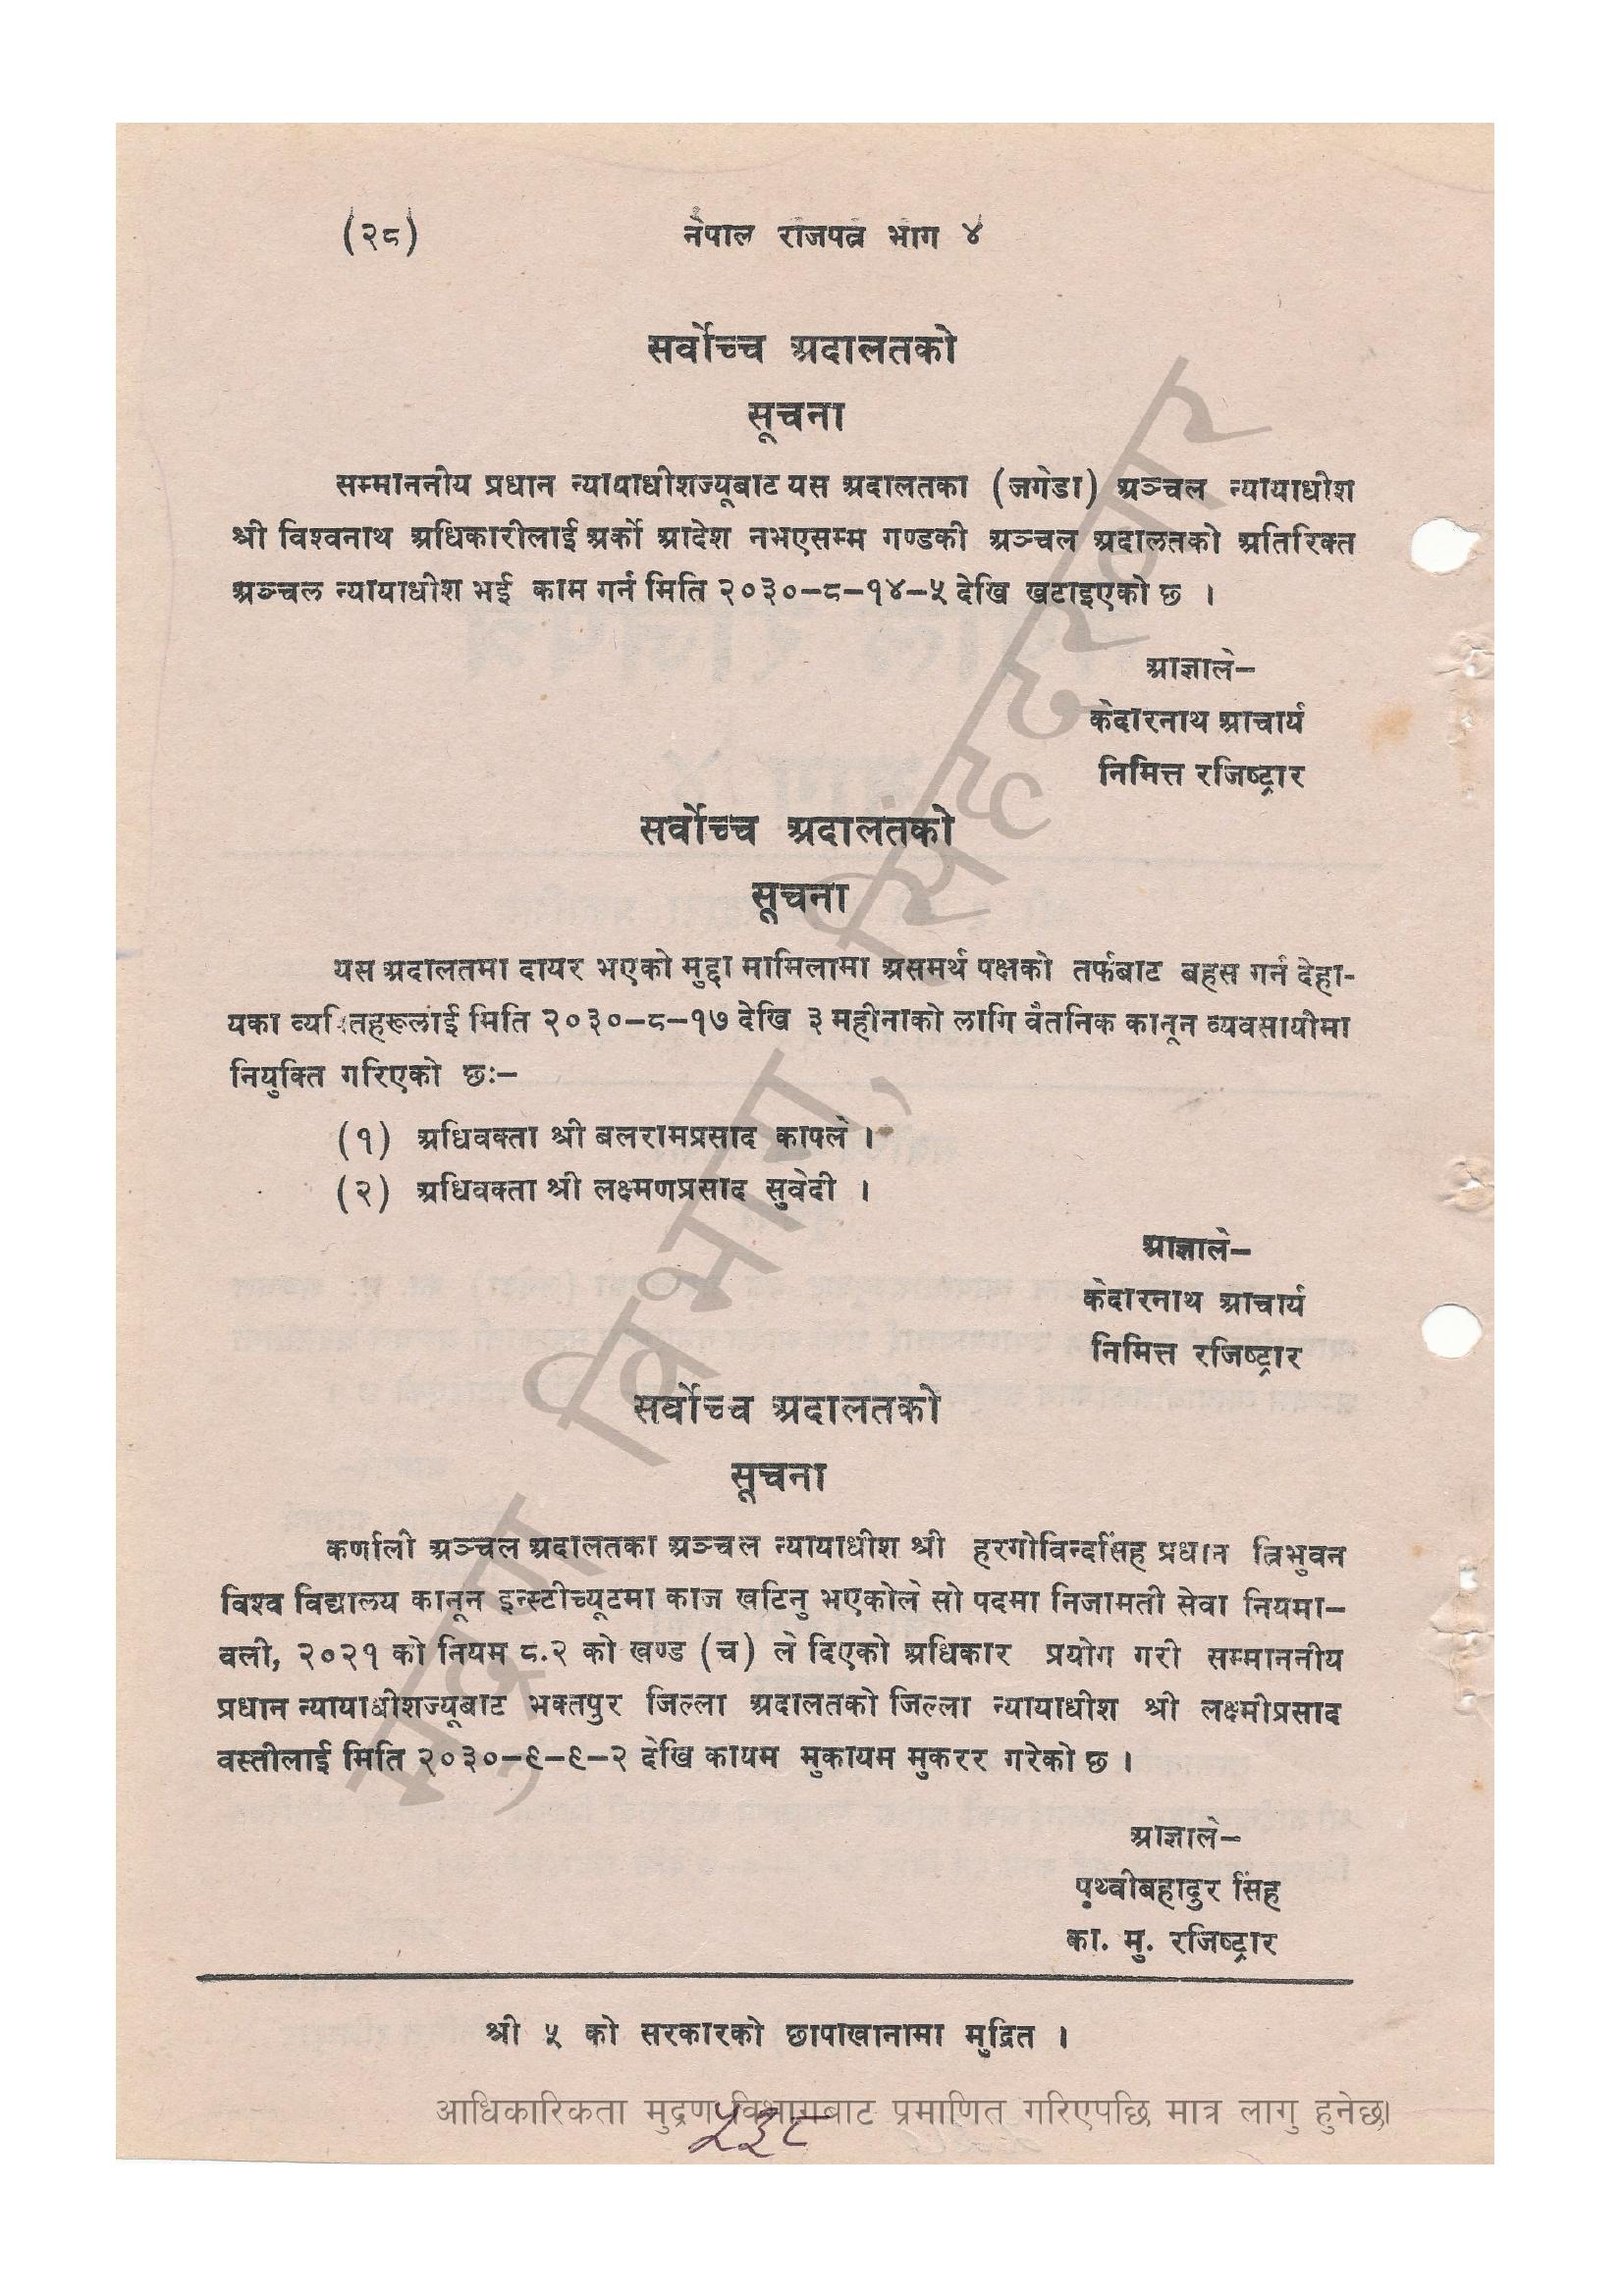 (२८) नेपाल राजपत्र भाग ४
सर्वोच्च अदालतको
सूचना
सम्माननीय प्रधान न्यायाधीशज्यूबाट यस अदालतका (जगेडा) अञ्चल न्यायाधीश
श्री विश्वनाथ अधिकारीलाई अर्को आदेश नभएसम्म गण्डकी अञ्चल अदालतको अतिरिक्त
अञ्चल न्यायाधीश भई काम गर्न मिति २०३०–८–१४–५ देखि खटाइएको छ ।
आज्ञाले–
केदारनाथ आचार्य
निमित्त रजिष्ट्रार
सर्वोच्च अदालतको
सूचना
यस अदालतमा दायर भएको मुद्दा मामिलामा असमर्थ पक्षको तर्फबाट बहस गर्न देहा-
यका व्यक्तिहरूलाई मिति २०३०–८–१७ देखि ३ महीनाको लागि वैतनिक कानून व्यवसायीमा
नियुक्ति गरिएको छः–
(१) अधिवक्ता श्री बलरामप्रसाद काफ्ले ।
(२) अधिवक्ता श्री लक्ष्मणप्रसाद सुवेदी ।
आज्ञाले–
केदारनाथ आचार्य
निमित्त रजिष्ट्रार
सर्वोच्च अदालतको
सूचना
कर्णाली अञ्चल अदालतका अञ्चल न्यायाधीश श्री हरगोविन्दसिंह प्रधान त्रिभुवन
विश्व विद्यालय कानून इन्स्टीच्यूटमा काज खटिनु भएकोले सो पदमा निजामती सेवा नियमा–
वली, २०२१ को नियम ८.२ को खण्ड (च) ले दिएको अधिकार प्रयोग गरी सम्माननीय
प्रधान न्यायाधीशज्यूबाट भक्तपुर जिल्ला अदालतको जिल्ला न्यायाधीश श्री लक्ष्मीप्रसाद
वस्तीलाई मिति २०३०–९–९–२ देखि कायम मुकायम मुकरर गरेको छ ।
आज्ञाले–
पृथ्वीबहादुर सिंह
का. मु. रजिष्ट्रार
श्री ५ को सरकारको छापाखानामा मुद्रित ।
आधिकारिकता मुद्रण विभागबाट प्रमाणित गरिएपछि मात्र लागु हुनेछ।
५३८
मुद्रण विभाग, सिंहदरबार